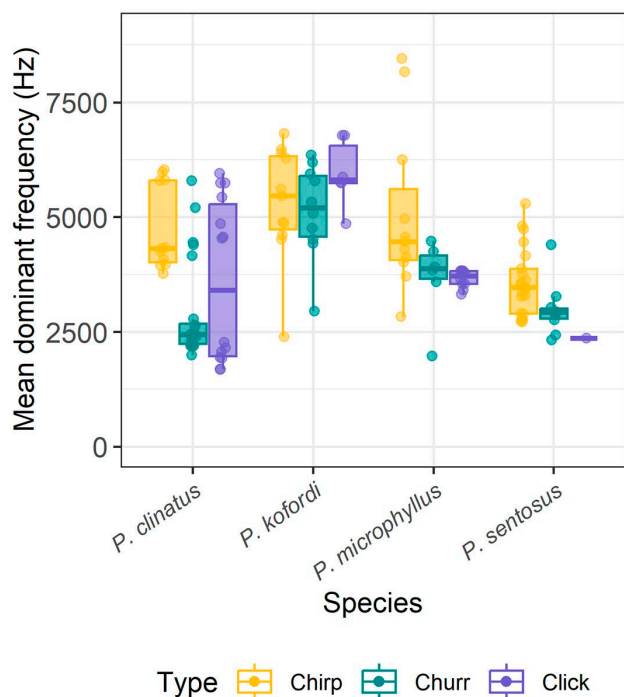 Mean dominant frequency (Hz)
7500
5000
2500
0
P. clinatus
P. kofordi
P. microphyllus
P. sentosus
Species
Type Chirp Churr Click